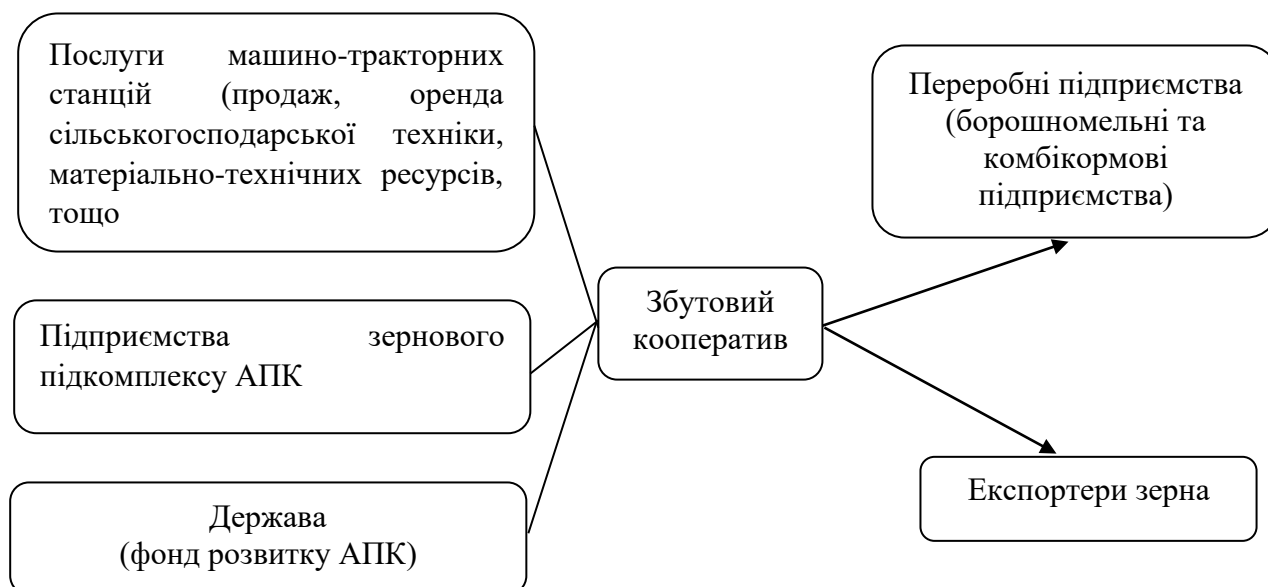 Послуги машино-тракторних
станцій (продаж, оренда
сільськогосподарської техніки,
матеріально-технічних ресурсів,
тощо
Підприємства зернового
підкомплексу АПК
Держава
(фонд розвитку АПК)
Збутовий
кооператив
Переробні підприємства
(борошномельні та
комбікормові
підприємства)
Експортери зерна